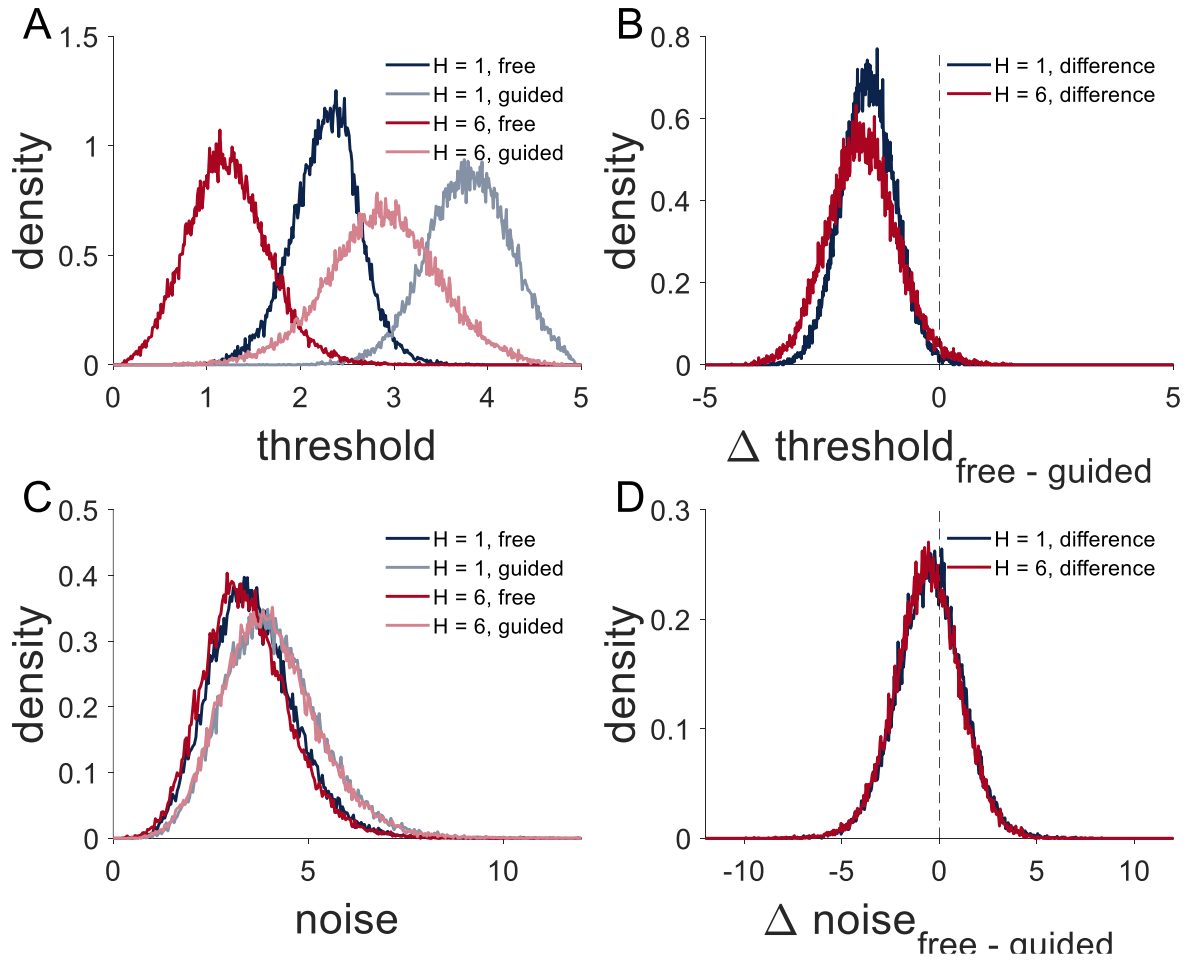 A
1.5
1
0.5
0
density
H = 1, free
H = 1, guided
H = 6, free
H = 6, guided
0 1 2 3 4 5
threshold
B
0.8
0.6
0.4
0.2
0
density
H = 1, difference
H = 6, difference
-5 0 5
Δ threshold free - guided
C
0.5
0.4
0.3
0.2
0.1
0
density
H = 1, free
H = 1, guided
H = 6, free
H = 6, guided
0 5 10
noise
D
0.3
0.2
0.1
0
density
H = 1, difference
H = 6, difference
-10 -5 0 5 10
Δ noise free - guided